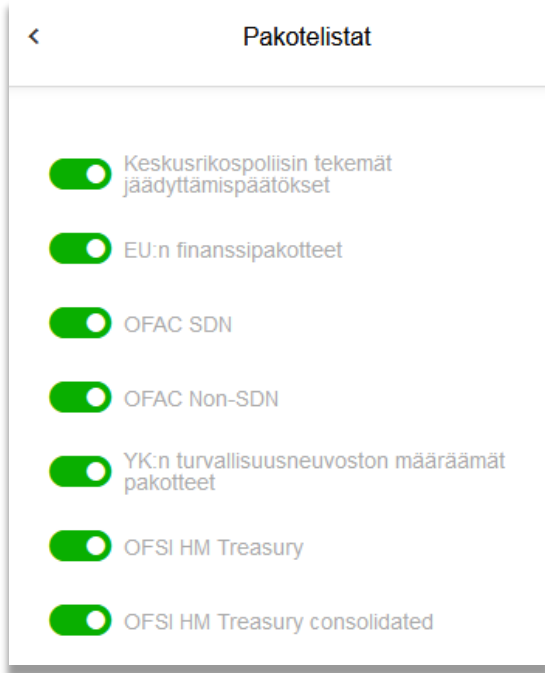 Pakotelistat
Keskusrikospoliisin tekemät
jäädyttämispäätökset
EU:n finanssipakotteet
OFAC SDN
OFAC Non-SDN
YK:n turvallisuusneuvoston määräämät
pakotteet
OFSI HM Treasury
OFSI HM Treasury consolidated